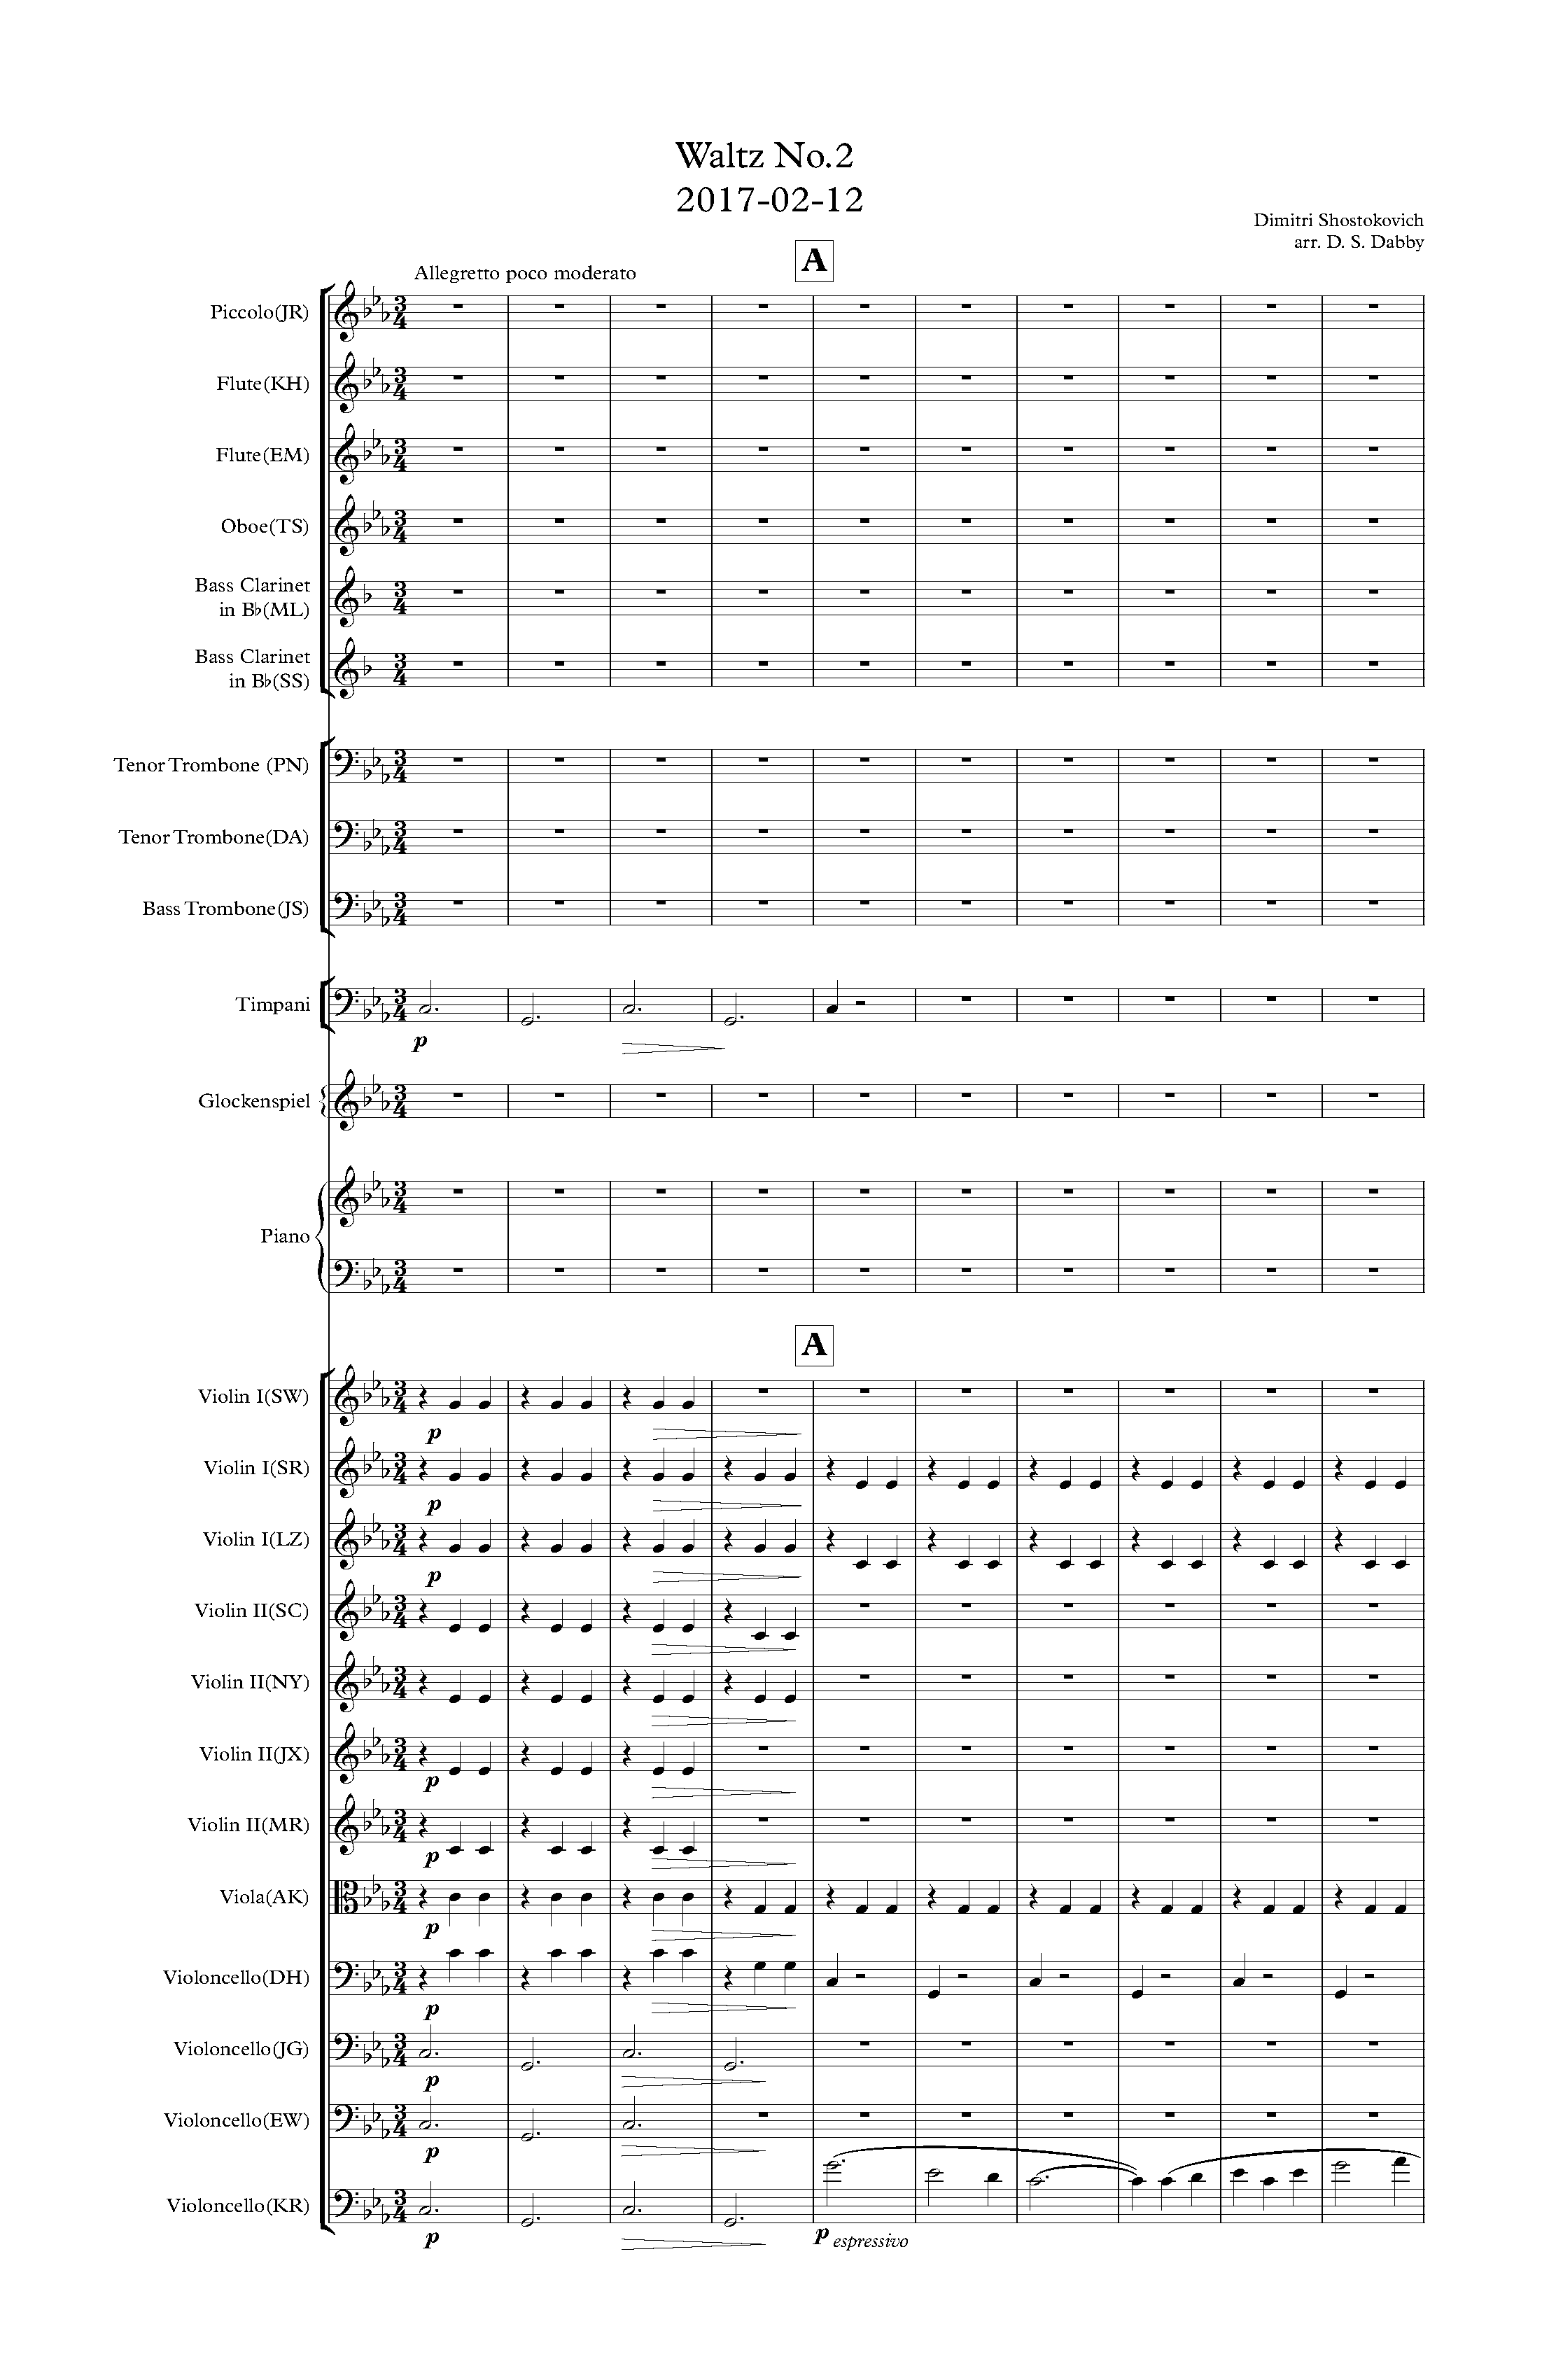 Waltz No.2
2017-02-12
Dimitri Shostokovich
arr. D. S. Dabby
A
Allegretto poco moderato
Piccolo(JR)
Flute(KH)
Flute(EM)
Oboe(TS)
Bass Clarinet
in B♭(ML)
Bass Clarinet
in B♭(SS)
Tenor Trombone (PN)
Tenor Trombone(DA)
Bass Trombone(JS)
Timpani
p
Glockenspiel
Piano
A
Violin I(SW)
p
Violin I(SR)
p
Violin I(LZ)
p
Violin II(SC)
Violin II(NY)
Violin II(JX)
p
Violin II(MR)
p
Viola(AK)
p
Violoncello(DH)
p
Violoncello(JG)
p
Violoncello(EW)
p
Violoncello(KR)
p
p espressivo